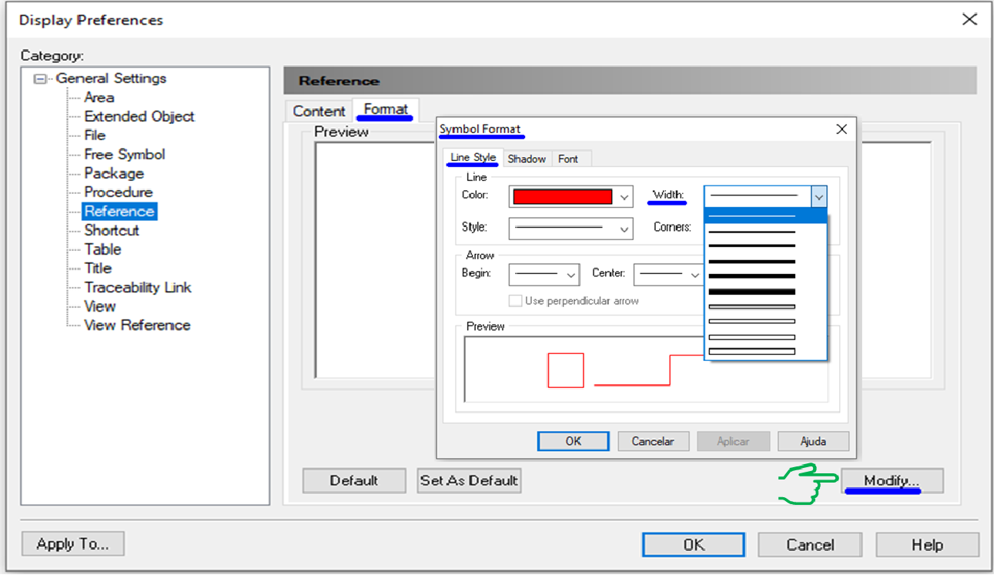 Display Preferences
Category:
General Settings
Area
Extended Object
File
Free Symbol
Package
Procedure
Reference
Shortcut
Table
Title
Traceability Link
View
View Reference
Reference
Content Format
Preview
Symbol Format
Line Style Shadow Font
Line
Color: Width:
Style: Corners:
Arrow
Begin: Center:
Use perpendicular arrow
Preview
OK Cancelar Aplicar Ajuda
Default Set As Default Modify...
Apply To... OK Cancel Help